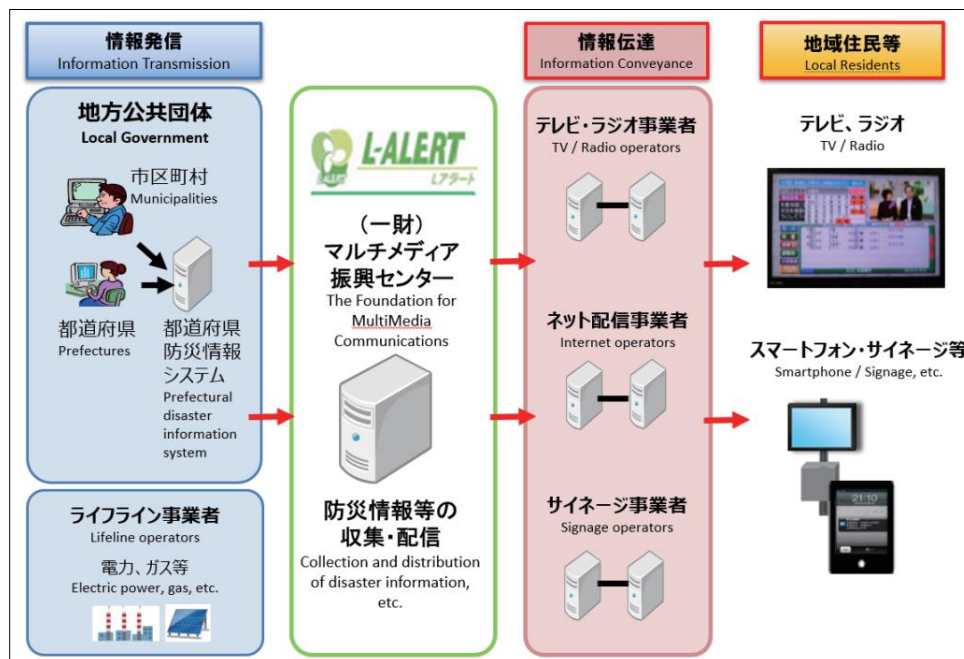 情報発信
Information Transmission
地方公共団体
Local Government
市区町村
Municipalities
都道府県
Prefectures
都道府県
防災情報
システム
Prefectural
disaster
information
system
ライフライン事業者
Lifeline operators
電力、ガス等
Electric power, gas, etc.
L-ALERT
Lアラート
(一財)
マルチメディア
振興センター
The Foundation for
MultiMedia
Communications
防災情報等の
収集・配信
Collection and distribution
of disaster information,
etc.
情報伝達
Information Conveyance
テレビ・ラジオ事業者
TV / Radio operators
ネット配信事業者
Internet operators
サイネージ事業者
Signage operators
地域住民等
Local Residents
テレビ、ラジオ
TV / Radio
スマートフォン・サイネージ等
Smartphone / Signage, etc.
21:10